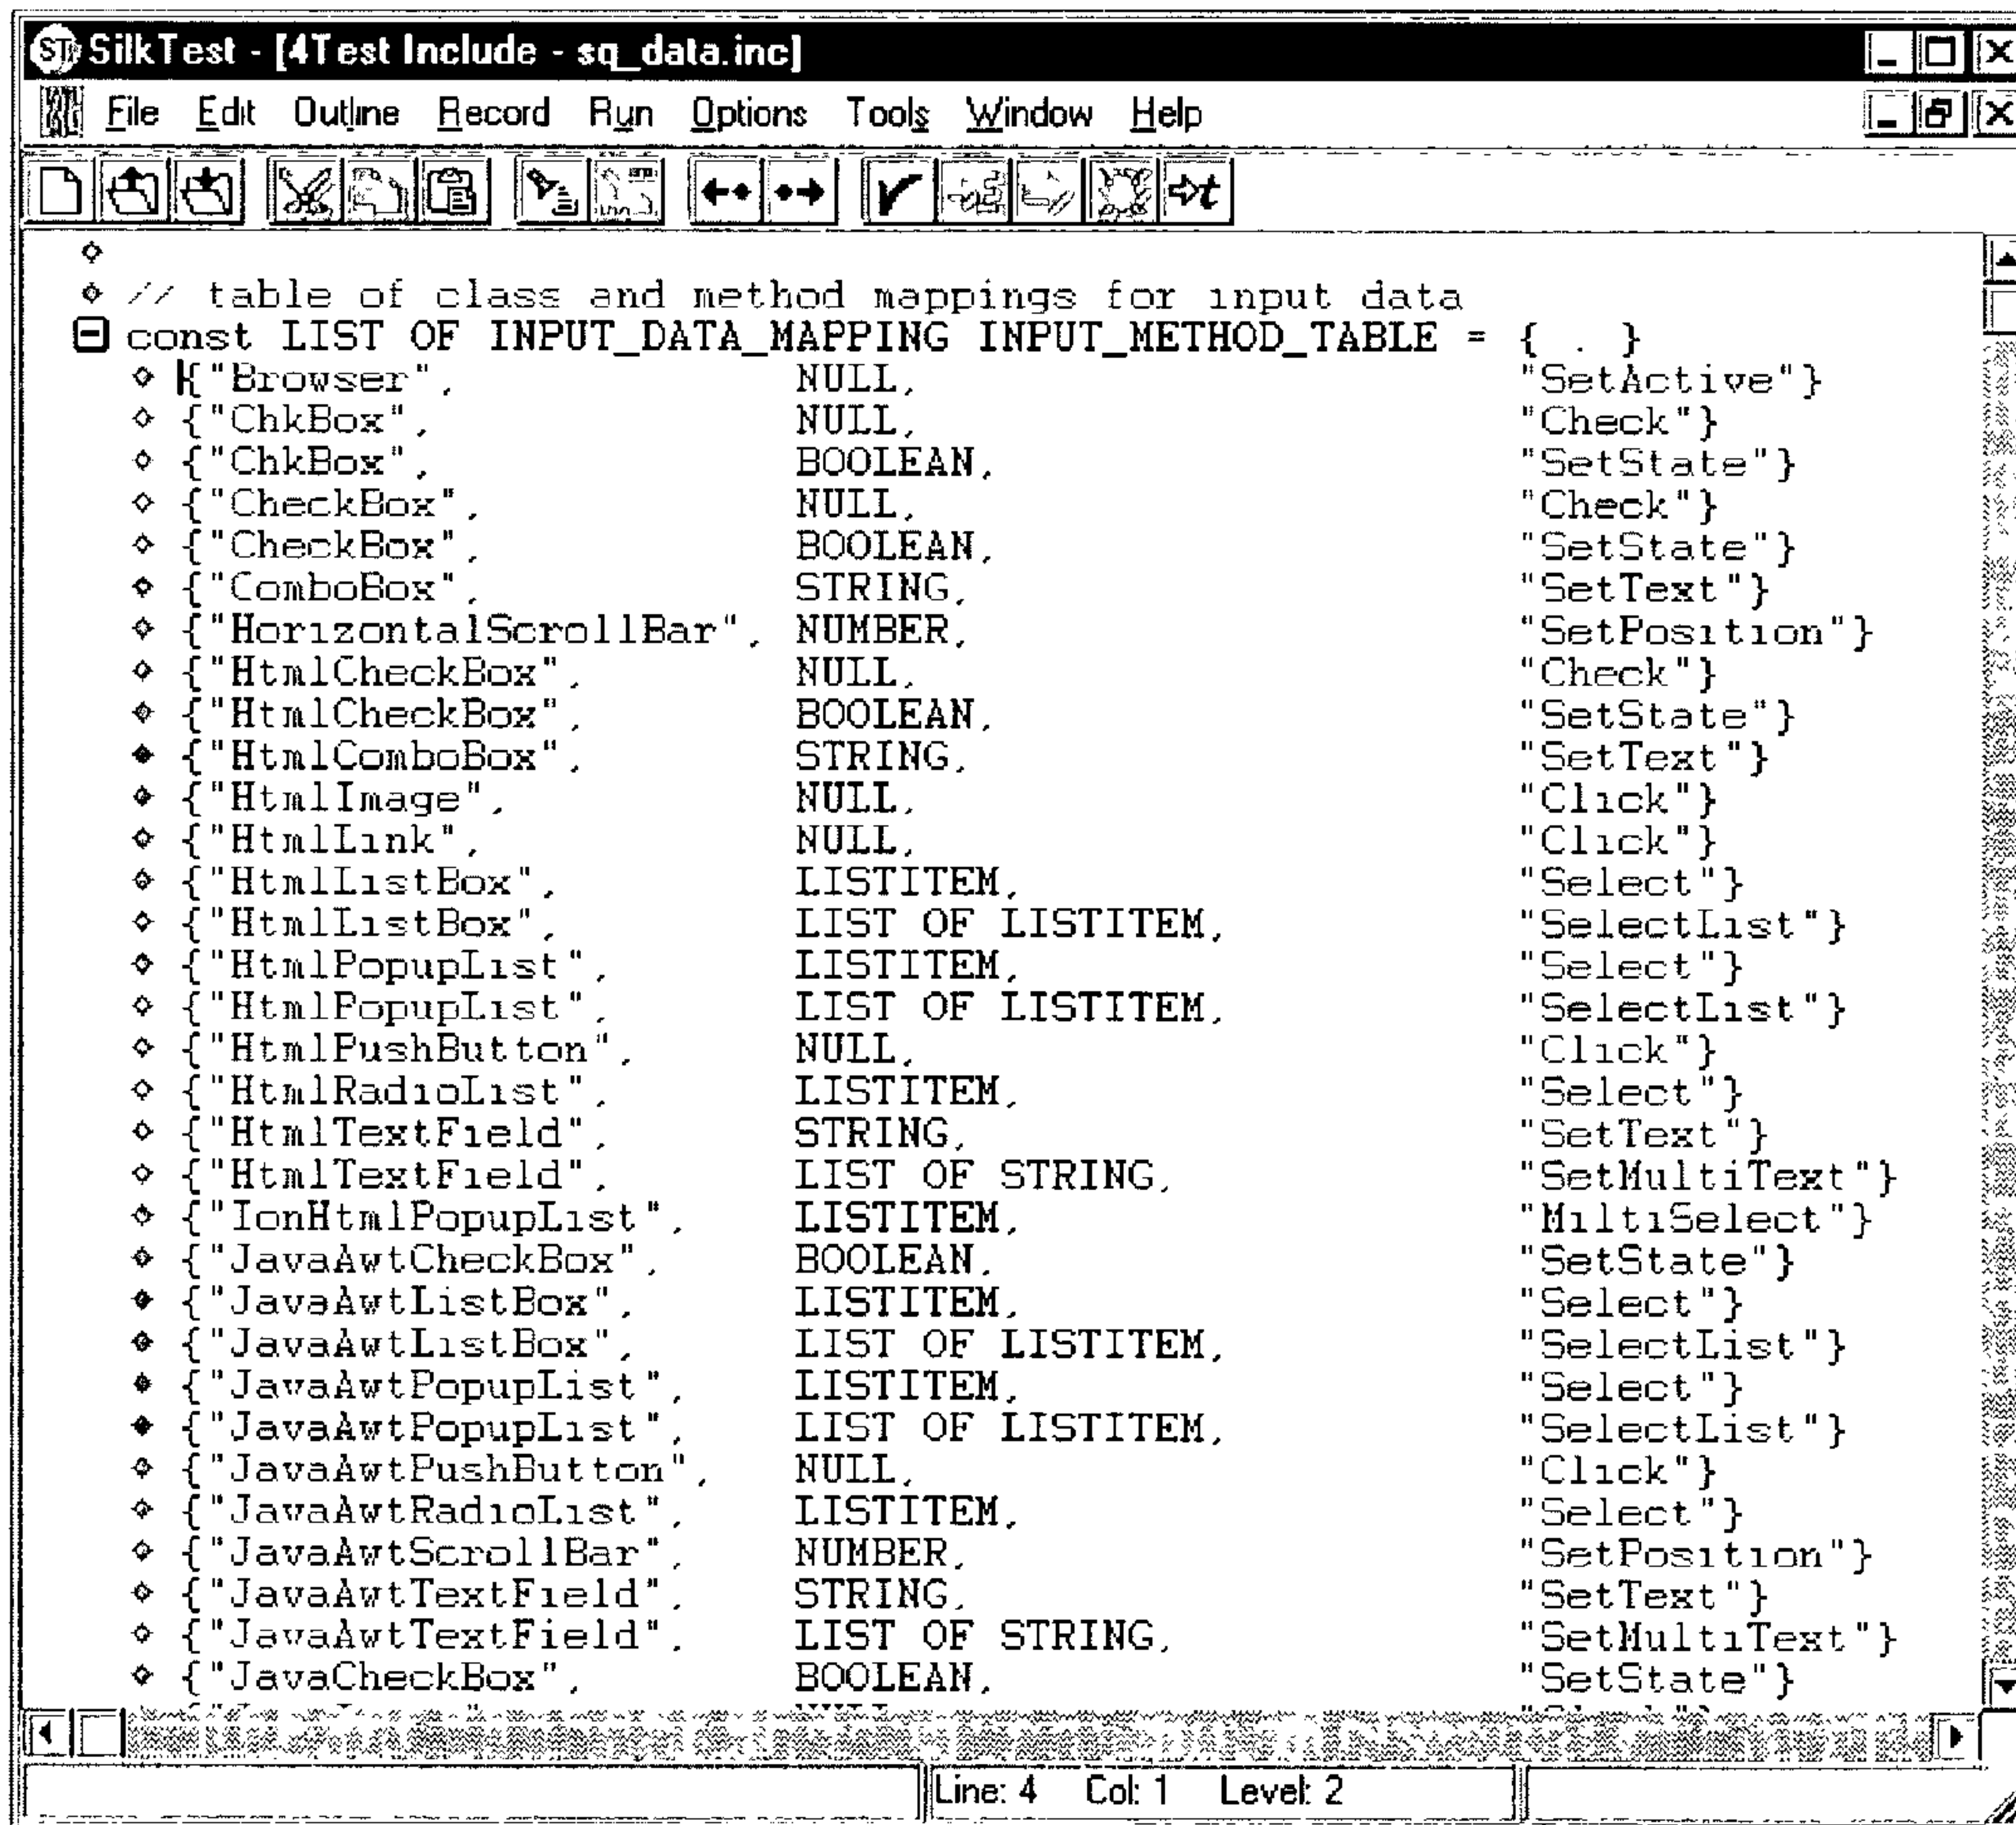 SilkTest - [4Test Include - sq_data.inc]
File Edit Outline Record Run Options Tools Window Help
// table of class and method mappings for input data
const LIST OF INPUT_DATA_MAPPING INPUT_METHOD_TABLE = { . }
{"Browser", NULL, "SetActive"}
{"ChkBox", NULL, "Check"}
{"ChkBox", BOOLEAN, "SetState"}
{"CheckBox", NULL, "Check"}
{"CheckBox", BOOLEAN, "SetState"}
{"ComboBox", STRING, "SetText"}
{"HorizontalScrollBar", NUMBER, "SetPosition"}
{"HtmlCheckBox", NULL, "Check"}
{"HtmlCheckBox", BOOLEAN, "SetState"}
{"HtmlComboBox", STRING, "SetText"}
{"HtmlImage", NULL, "Click"}
{"HtmlLink", NULL, "Click"}
{"HtmlListBox", LISTITEM, "Select"}
{"HtmlListBox", LIST OF LISTITEM, "SelectList"}
{"HtmlPopupList", LISTITEM, "Select"}
{"HtmlPopupList", LIST OF LISTITEM, "SelectList"}
{"HtmlPushButton", NULL, "Click"}
{"HtmlRadioList", LISTITEM, "Select"}
{"HtmlTextField", STRING, "SetText"}
{"HtmlTextField", LIST OF STRING, "SetMultiText"}
{"IonHtmlPopupList", LISTITEM, "MiltiSelect"}
{"JavaAwtCheckBox", BOOLEAN, "SetState"}
{"JavaAwtListBox", LISTITEM, "Select"}
{"JavaAwtListBox", LIST OF LISTITEM, "SelectList"}
{"JavaAwtPopupList", LISTITEM, "Select"}
{"JavaAwtPopupList", LIST OF LISTITEM, "SelectList"}
{"JavaAwtPushButton", NULL, "Click"}
{"JavaAwtRadioList", LISTITEM, "Select"}
{"JavaAwtScrollBar", NUMBER, "SetPosition"}
{"JavaAwtTextField", STRING, "SetText"}
{"JavaAwtTextField", LIST OF STRING, "SetMultiText"}
{"JavaCheckBox", BOOLEAN, "SetState"}
Line: 4 Col: 1 Level: 2